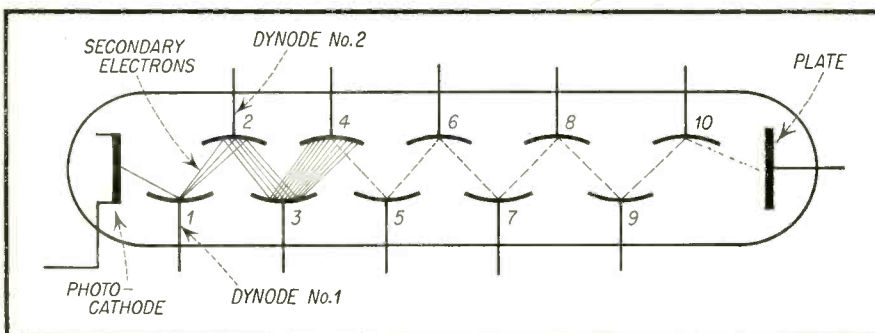 SECONDARY
ELECTRONS
DYNODE No.2
PLATE
2
4
6
8
10
1
3
5
7
9
PHOTO-
CATHODE
DYNODE No.1